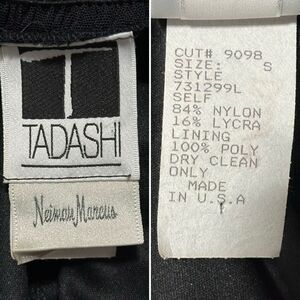 TADASHI
Neiman Marcus
CUT# 9098
SIZE: S
STYLE
731299L
SELF
84% NYLON
16% LYCRA
LINING
100% POLY
DRY CLEAN
ONLY
MADE
IN U.S.A